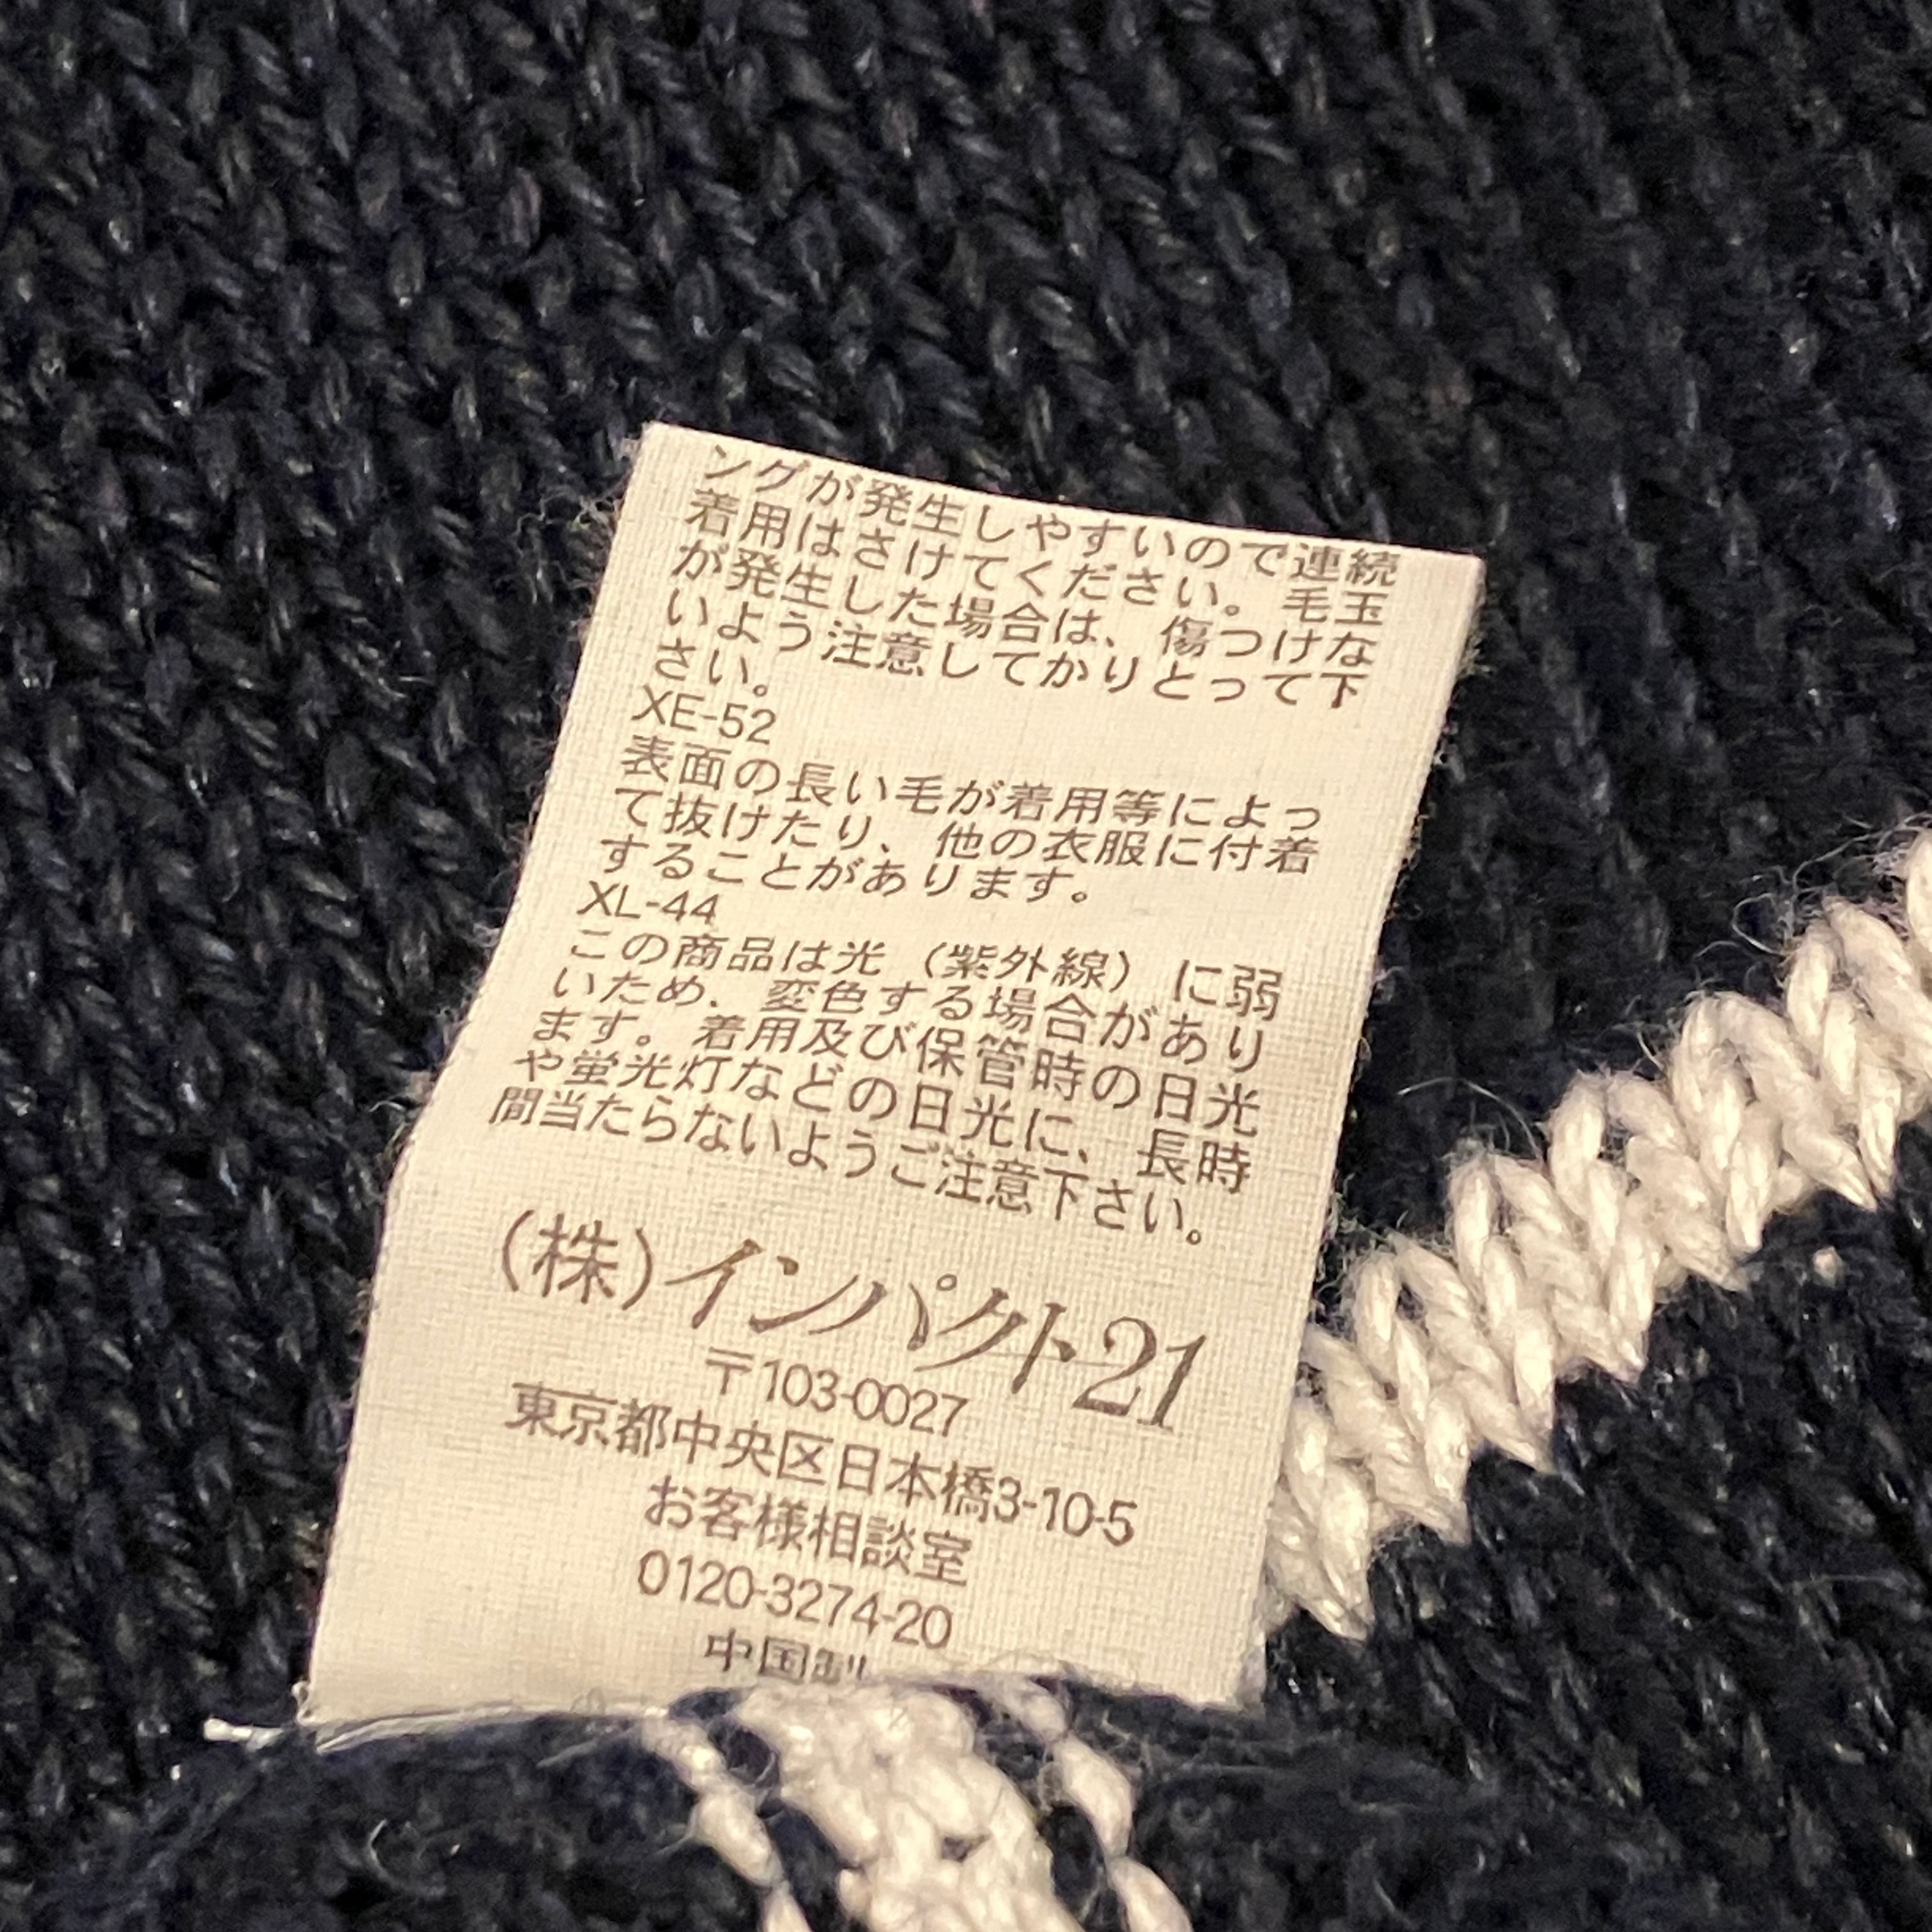 ングが発生しやすいので連続
着用はさけてください。毛玉
が発生した場合は、傷つけな
いよう注意してかりとって下
さい。
XE-52
表面の長い毛が着用等によっ
て抜けたり、他の衣服に付着
することがあります。
XL-44
この商品は光（紫外線）に弱
いため、変色する場合があり
ます。着用及び保管時の日光
や蛍光灯などの日光に、長時
間当たらないようご注意下さい。
(株)インパクト21
〒103-0027
東京都中央区日本橋3-10-5
お客様相談室
0120-3274-20
中国製